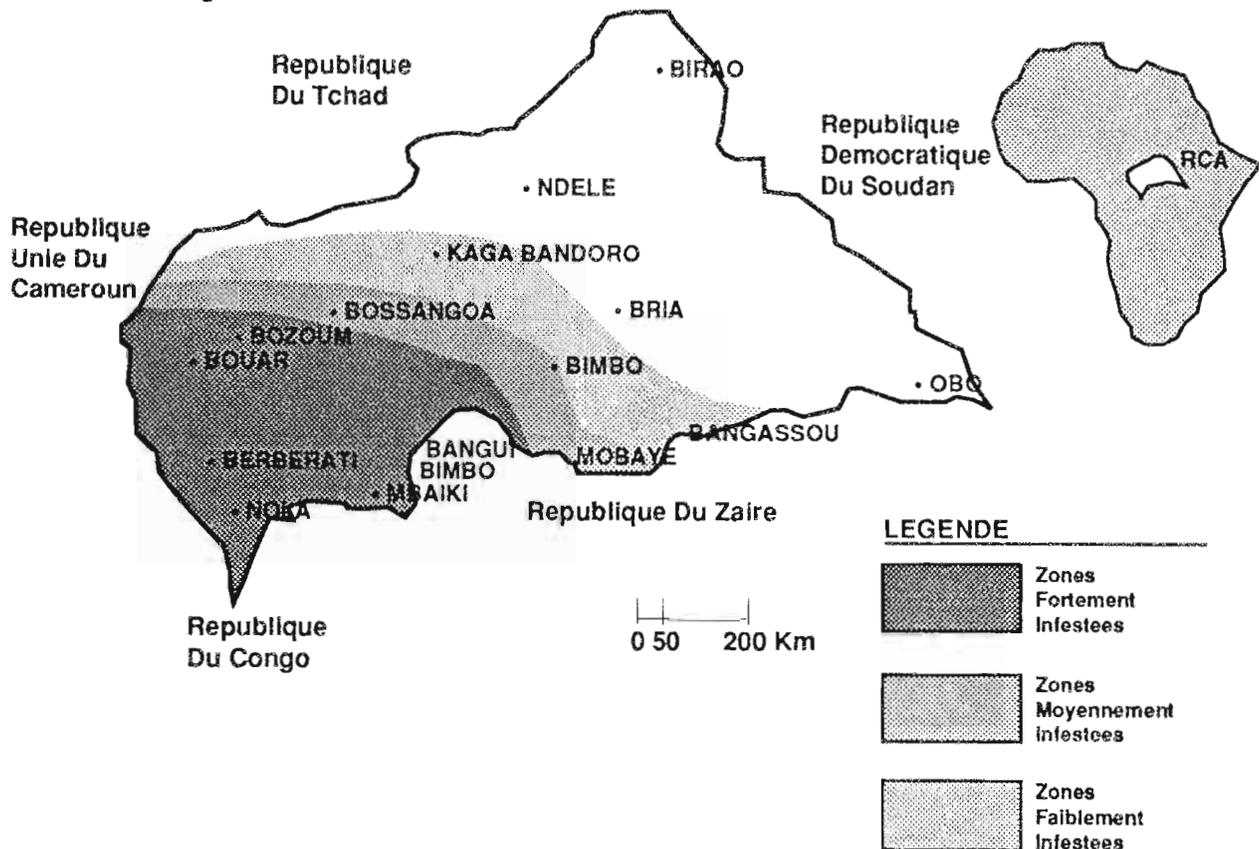 Republique
Du Tchad
BIRAO
Republique
Democratique
Du Soudan
RCA
NDELE
Republique
Unie Du
Cameroun
KAGA BANDORO
BOSSANGOA
BRIA
BOZOUM
BOUAR
BIMBO
OBO
BANGASSOU
BANGUI
MOBAYE
BERBERATI
BIMBO
MBAIKI
NOLA
Republique Du Zaire
Republique
Du Congo
0 50 200 Km
LEGENDE
Zones
Fortement
Infestees
Zones
Moyennement
Infestees
Zones
Faiblement
Infestees